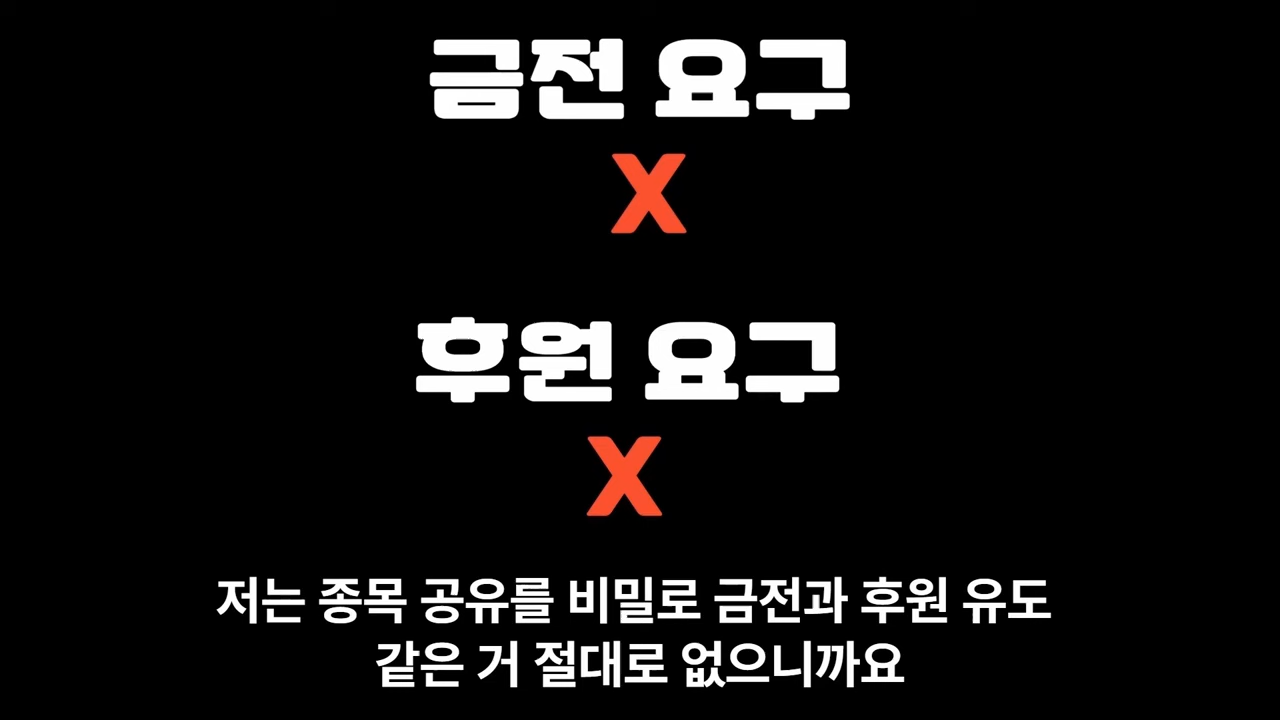 금전 요구
X
후원 요구
X
저는 종목 공유를 비밀로 금전과 후원 유도
같은 거 절대로 없으니까요